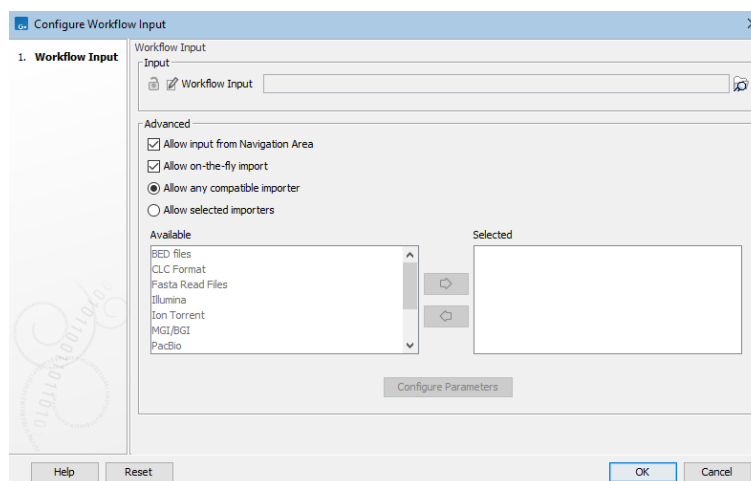 Configure Workflow Input
1. Workflow Input
Workflow Input
Input
Workflow Input
Advanced
Allow input from Navigation Area
Allow on-the-fly import
Allow any compatible importer
Allow selected importers
Available
Selected
BED files
CLC Format
Fasta Read Files
Illumina
Ion Torrent
MGI/BGI
PacBio
Configure Parameters
Help
Reset
OK
Cancel